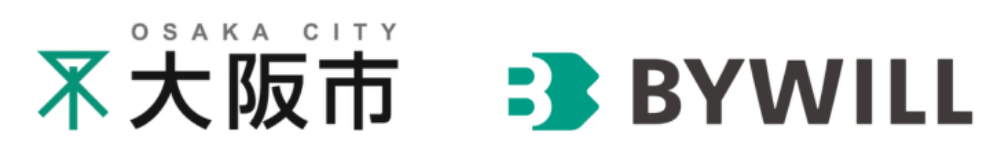 OSAKA CITY
大阪市
BYWILL